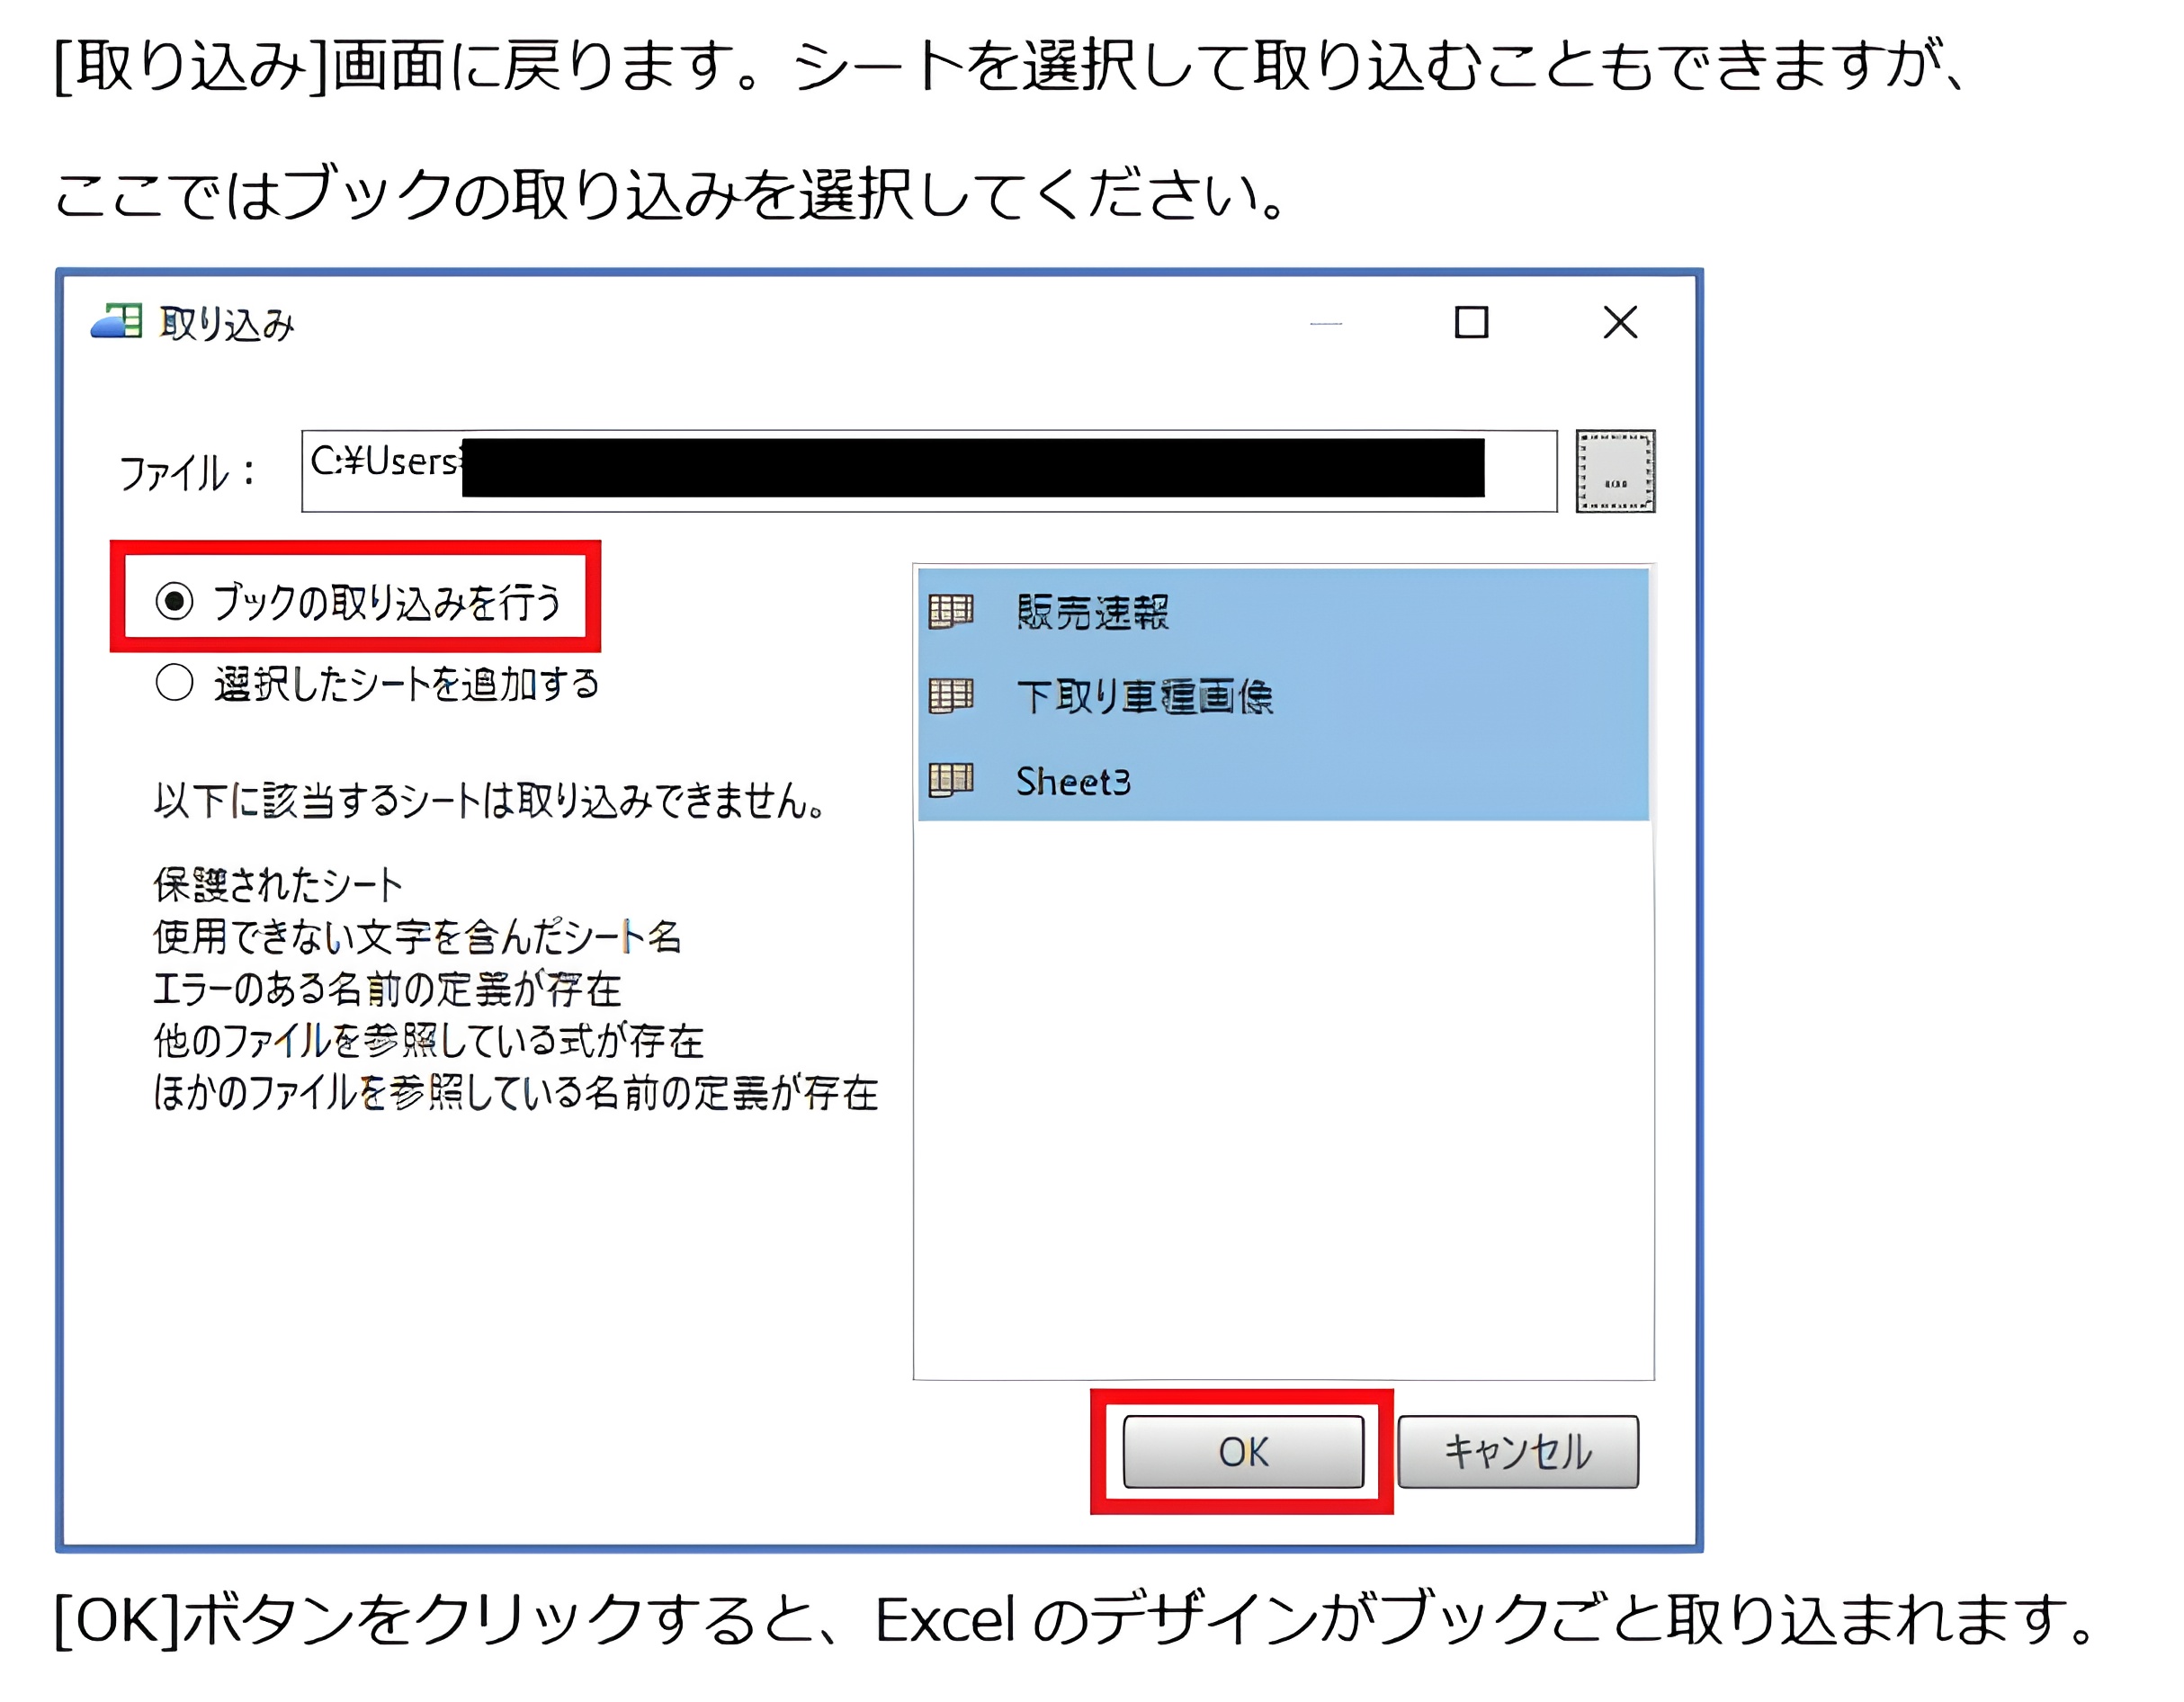 [取り込み]画面に戻ります。シートを選択して取り込むこともできますが、
ここではブックの取り込みを選択してください。
取り込み
ファイル： C:¥Users
...
ブックの取り込みを行う
選択したシートを追加する
以下に該当するシートは取り込みできません。
保護されたシート
使用できない文字を含んだシート名
エラーのある名前の定義が存在
他のファイルを参照している式が存在
ほかのファイルを参照している名前の定義が存在
販売速報
下取り車種画像
Sheet3
OK
キャンセル
[OK]ボタンをクリックすると、Excel のデザインがブックごと取り込まれます。